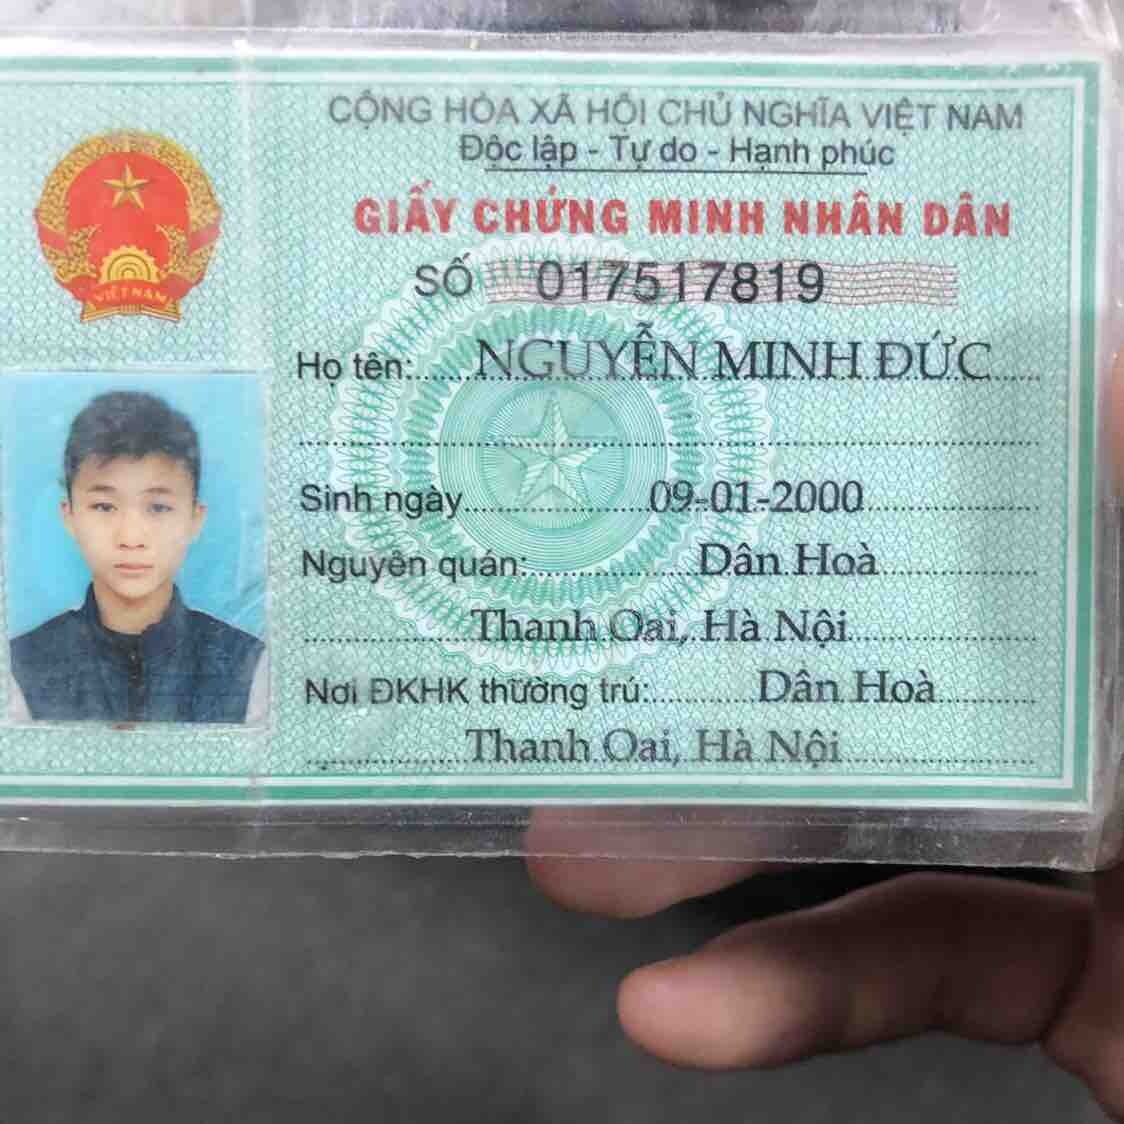 CỘNG HÒA XÃ HỘI CHỦ NGHĨA VIỆT NAM
Độc lập - Tự do - Hạnh phúc
GIẤY CHỨNG MINH NHÂN DÂN
SỐ 017517819
VIỆT NAM
Họ tên: NGUYỄN MINH ĐỨC
Sinh ngày 09-01-2000
Nguyên quán: Dân Hoà
Thanh Oai, Hà Nội
Nơi ĐKHK thường trú: Dân Hoà
Thanh Oai, Hà Nội